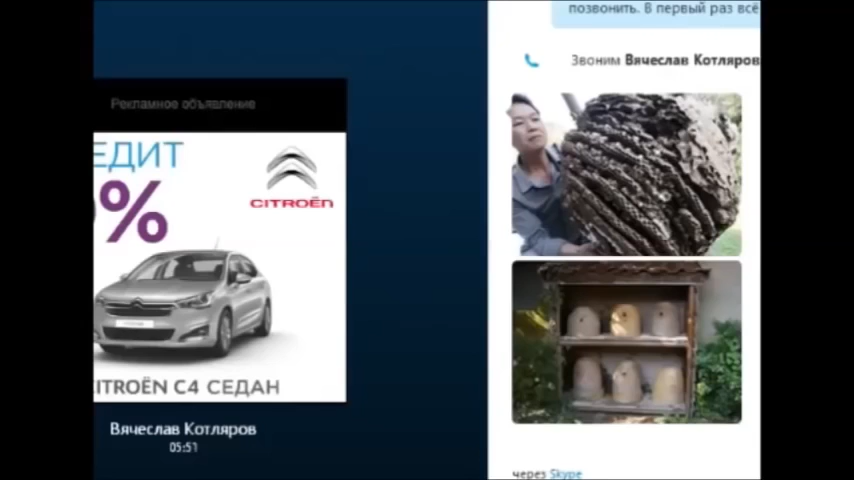 Рекламное объявление
ЕДИТ
%
CITROËN
CITROËN C4 СЕДАН
Вячеслав Котляров
05:51
позвонить. В первый раз всё
Звоним Вячеслав Котляров
через Skype